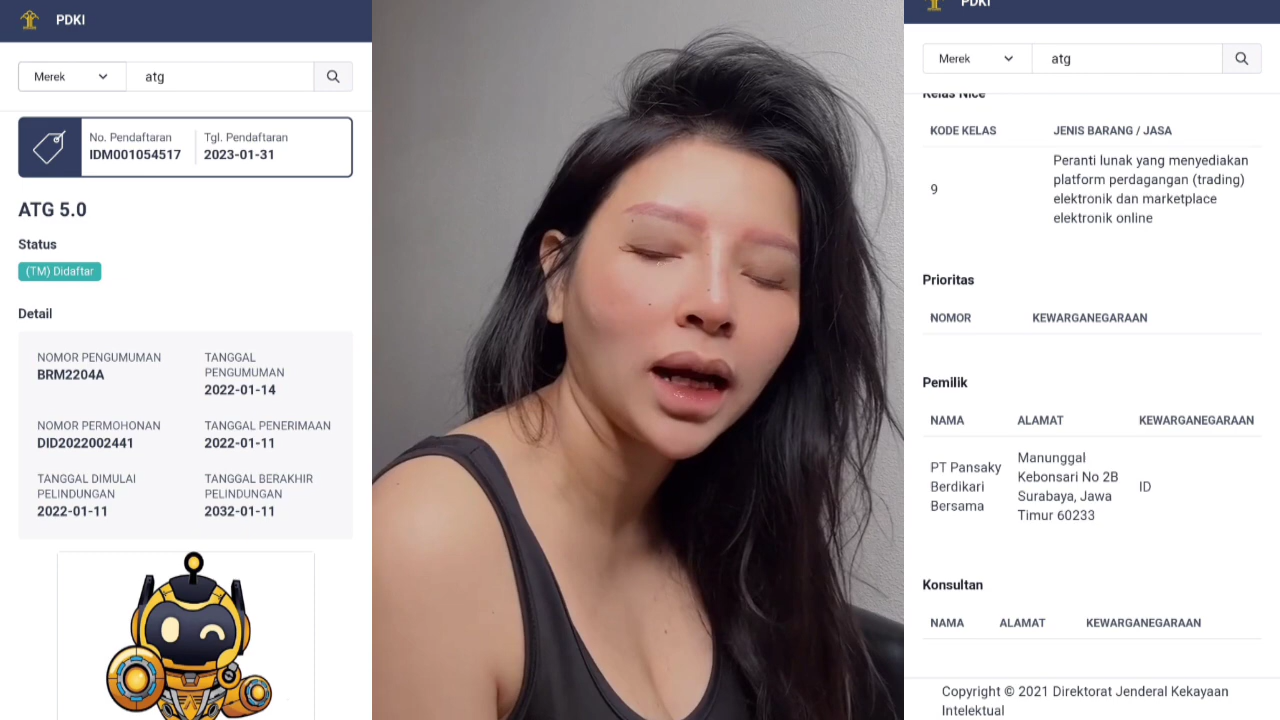 PDKI
Merek
atg
No. Pendaftaran
IDM001054517
Tgl. Pendaftaran
2023-01-31
ATG 5.0
Status
(TM) Didaftar
Detail
NOMOR PENGUMUMAN
BRM2204A
TANGGAL
PENGUMUMAN
2022-01-14
NOMOR PERMOHONAN
DID2022002441
TANGGAL PENERIMAAN
2022-01-11
TANGGAL DIMULAI
PELINDUNGAN
2022-01-11
TANGGAL BERAKHIR
PELINDUNGAN
2032-01-11
PDKI
Merek
atg
Kelas Nice
KODE KELAS
JENIS BARANG / JASA
9
Peranti lunak yang menyediakan
platform perdagangan (trading)
elektronik dan marketplace
elektronik online
Prioritas
NOMOR
KEWARGANEGARAAN
Pemilik
NAMA
ALAMAT
KEWARGANEGARAAN
PT Pansaky
Berdikari
Bersama
Manunggal
Kebonsari No 2B
Surabaya, Jawa
Timur 60233
ID
Konsultan
NAMA
ALAMAT
KEWARGANEGARAAN
Copyright © 2021 Direktorat Jenderal Kekayaan
Intelektual